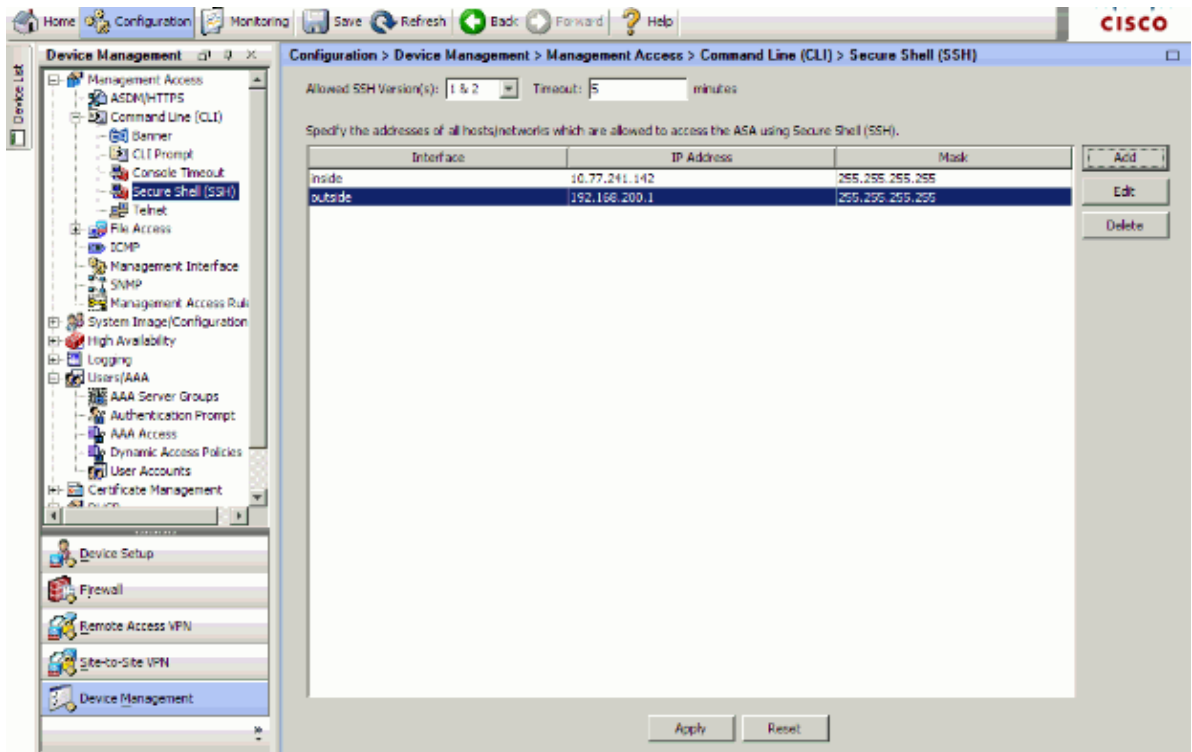 Home Configuration Monitoring Save Refresh Back Forward Help
CISCO
Device List
Device Management
Management Access
ASDM/HTTPS
Command Line (CLI)
Banner
CLI Prompt
Console Timeout
Secure Shell (SSH)
Telnet
File Access
ICMP
Management Interface
SNMP
Management Access Rul
System Image/Configuration
High Availability
Logging
Users/AAA
AAA Server Groups
Authentication Prompt
AAA Access
Dynamic Access Policies
User Accounts
Certificate Management
Device Setup
Firewall
Remote Access VPN
Site-to-Site VPN
Device Management
Configuration > Device Management > Management Access > Command Line (CLI) > Secure Shell (SSH)
Allowed SSH Version(s): 1 & 2 Timeout: 5 minutes
Specify the addresses of all hosts/networks which are allowed to access the ASA using Secure Shell (SSH).
Interface IP Address Mask
inside 10.77.241.142 255.255.255.255
outside 192.168.200.1 255.255.255.255
Add
Edit
Delete
Apply Reset